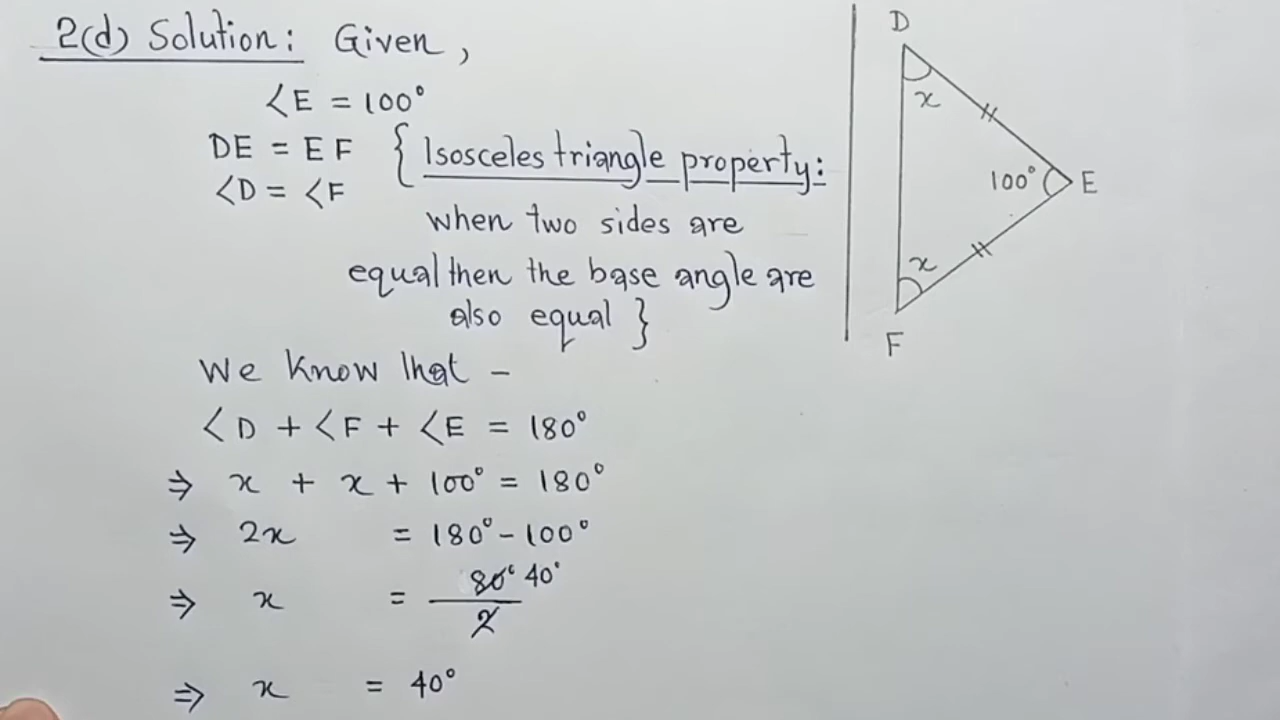 2(d) Solution: Given,
∠E = 100°
DE = EF { Isosceles triangle property:
∠D = ∠F
when two sides are
equal then the base angle are
also equal }
We know that -
∠D + ∠F + ∠E = 180°
⇒ x + x + 100° = 180°
⇒ 2x = 180° - 100°
⇒ x = 80° 40°
2
⇒ x = 40°
D
x
100° E
x
F